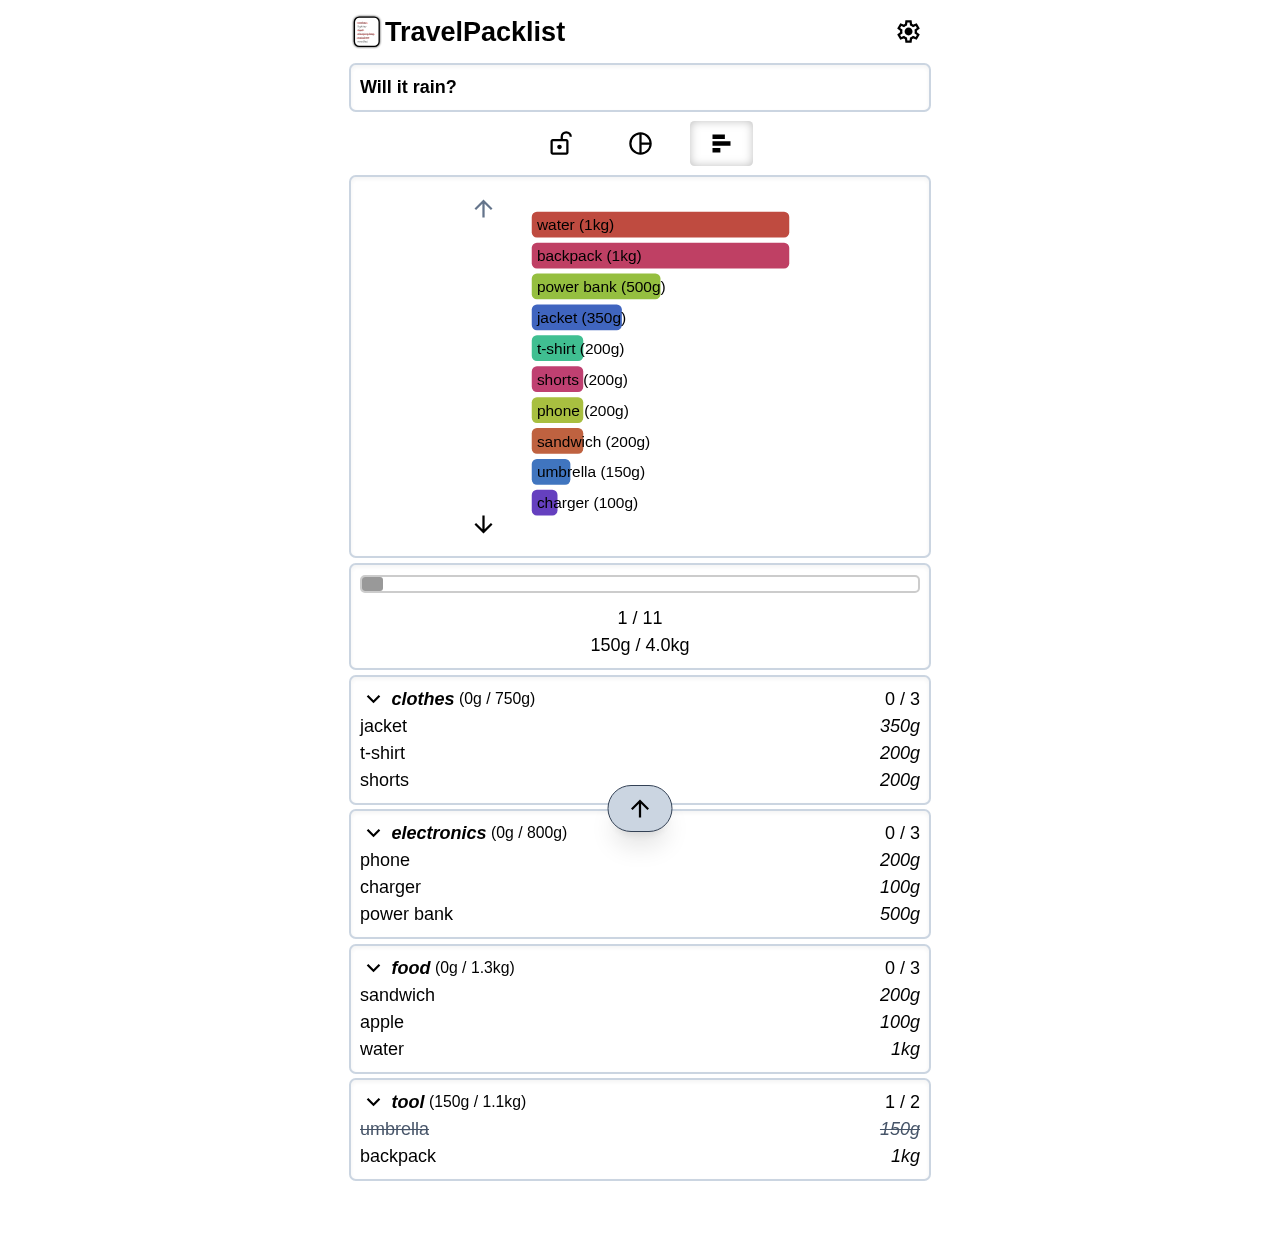 TravelPacklist
Will it rain?
water (1kg)
backpack (1kg)
power bank (500g)
jacket (350g)
t-shirt (200g)
shorts (200g)
phone (200g)
sandwich (200g)
umbrella (150g)
charger (100g)
1 / 11
150g / 4.0kg
clothes (0g / 750g) 0 / 3
jacket 350g
t-shirt 200g
shorts 200g
electronics (0g / 800g) 0 / 3
phone 200g
charger 100g
power bank 500g
food (0g / 1.3kg) 0 / 3
sandwich 200g
apple 100g
water 1kg
tool (150g / 1.1kg) 1 / 2
umbrella 150g
backpack 1kg